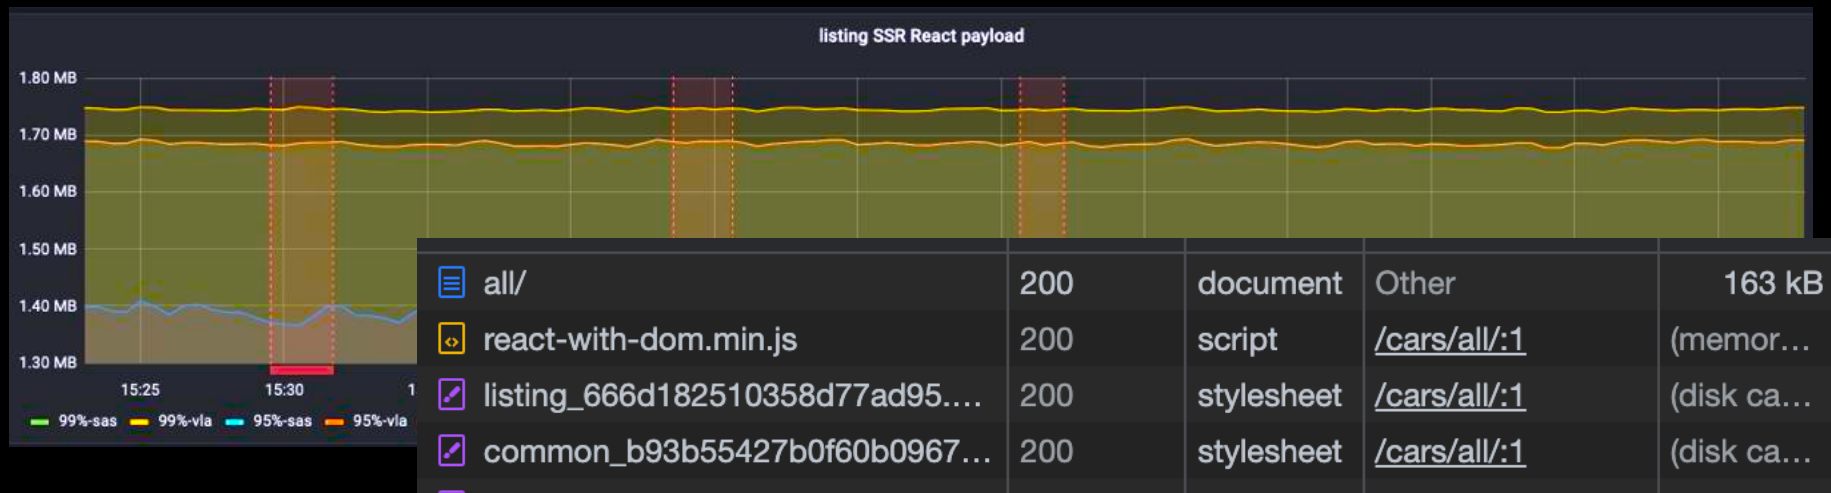 listing SSR React payload
1.80 MB
1.70 MB
1.60 MB
1.50 MB
1.40 MB
1.30 MB
15:25 15:30 1
99%-sas 99%-vla 95%-sas 95%-vla
all/ 200 document Other 163 kB
react-with-dom.min.js 200 script /cars/all/:1 (memor...
listing_666d182510358d77ad95.... 200 stylesheet /cars/all/:1 (disk ca...
common_b93b55427b0f60b0967... 200 stylesheet /cars/all/:1 (disk ca...